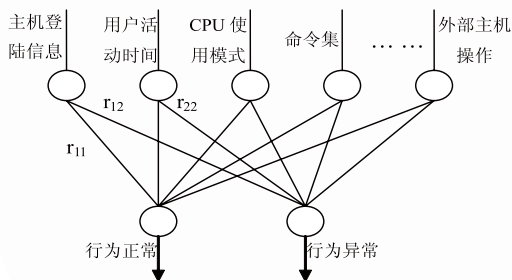 主机登
陆信息
用户活
动时间
CPU 使
用模式
命令集
… …
外部主机
操作
r12
r22
r11
行为正常
行为异常